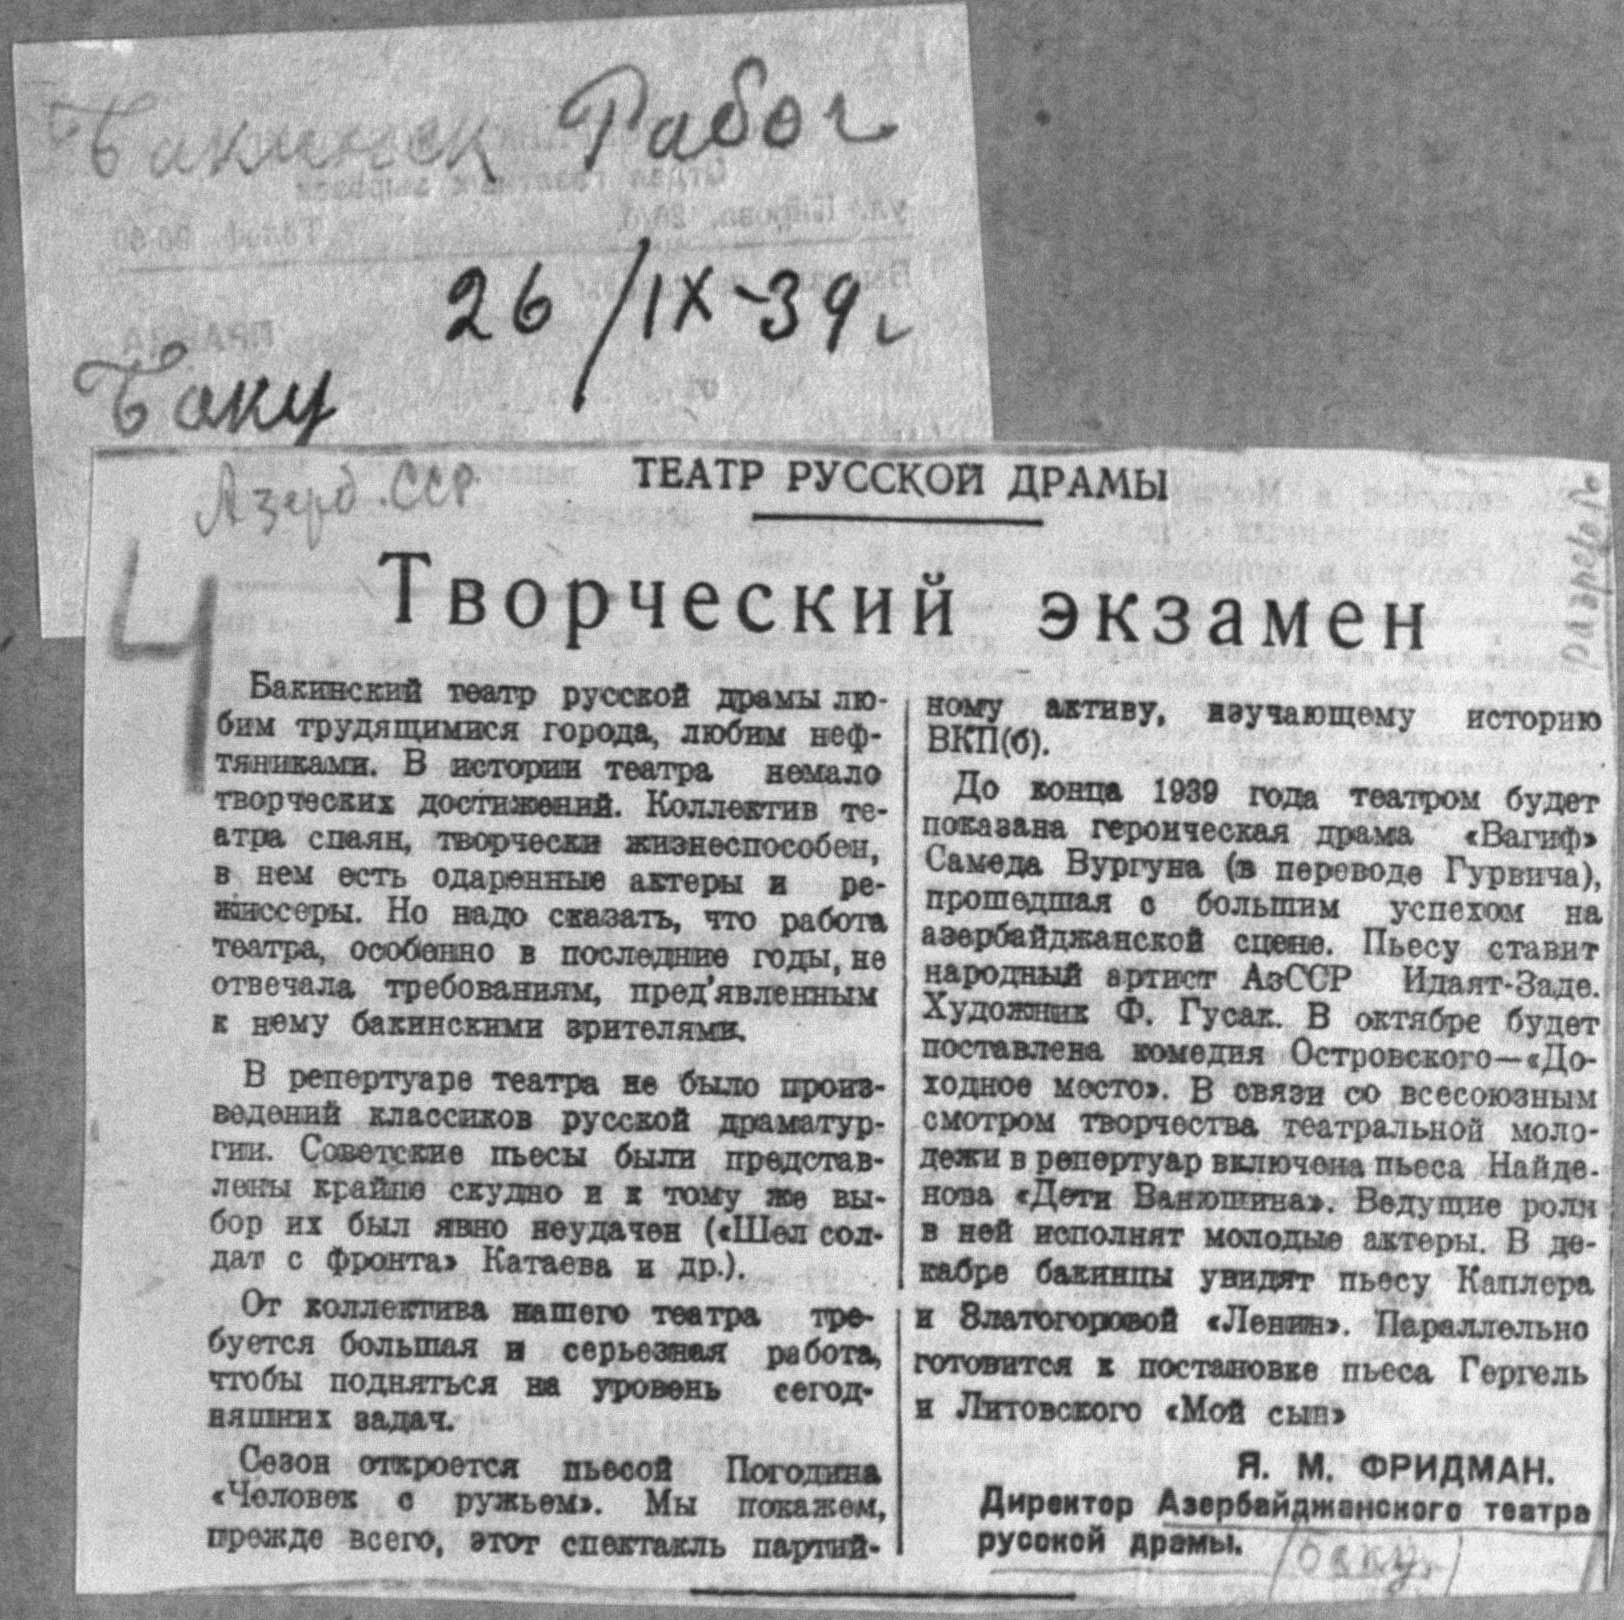 Бакинск Рабоч
26/IX-39 г.
Баку
Азерб. ССР
4
ТЕАТР РУССКОЙ ДРАМЫ
Творческий экзамен
Бакинский театр русской драмы лю-
бим трудящимися города, любим неф-
тяниками. В истории театра немало
творческих достижений. Коллектив те-
атра спаян, творчески жизнеспособен,
в нем есть одаренные актеры и ре-
жиссеры. Но надо сказать, что работа
театра, особенно в последние годы, не
отвечала требованиям, пред'явленным
к нему бакинскими зрителями.
В репертуаре театра не было произ-
ведений классиков русской драматур-
гии. Советские пьесы были представ-
лены крайне скудно и к тому же вы-
бор их был явно неудачен («Шел сол-
дат с фронта» Катаева и др.).
От коллектива нашего театра тре-
буется большая и серьезная работа,
чтобы подняться на уровень сегод-
няшних задач.
Сезон откроется пьесой Погодина
«Человек с ружьем». Мы покажем,
прежде всего, этот спектакль партий-
ному активу, изучающему историю
ВКП(б).
До конца 1939 года театром будет
показана героическая драма «Вагиф»
Самеда Вургуна (в переводе Гурвича),
прошедшая с большим успехом на
азербайджанской сцене. Пьесу ставит
народный артист АзССР Идаят-Заде.
Художник Ф. Гусак. В октябре будет
поставлена комедия Островского—«До-
ходное место». В связи со всесоюзным
смотром творчества театральной моло-
дежи в репертуар включена пьеса Найде-
нова «Дети Ванюшина». Ведущие роли
в ней исполнят молодые актеры. В де-
кабре бакинцы увидят пьесу Каплера
и Златогоровой «Ленин». Параллельно
готовится к постановке пьеса Гергель
и Литовского «Мой сын»
Я. М. ФРИДМАН.
Директор Азербайджанского театра
русской драмы.
/Баку/